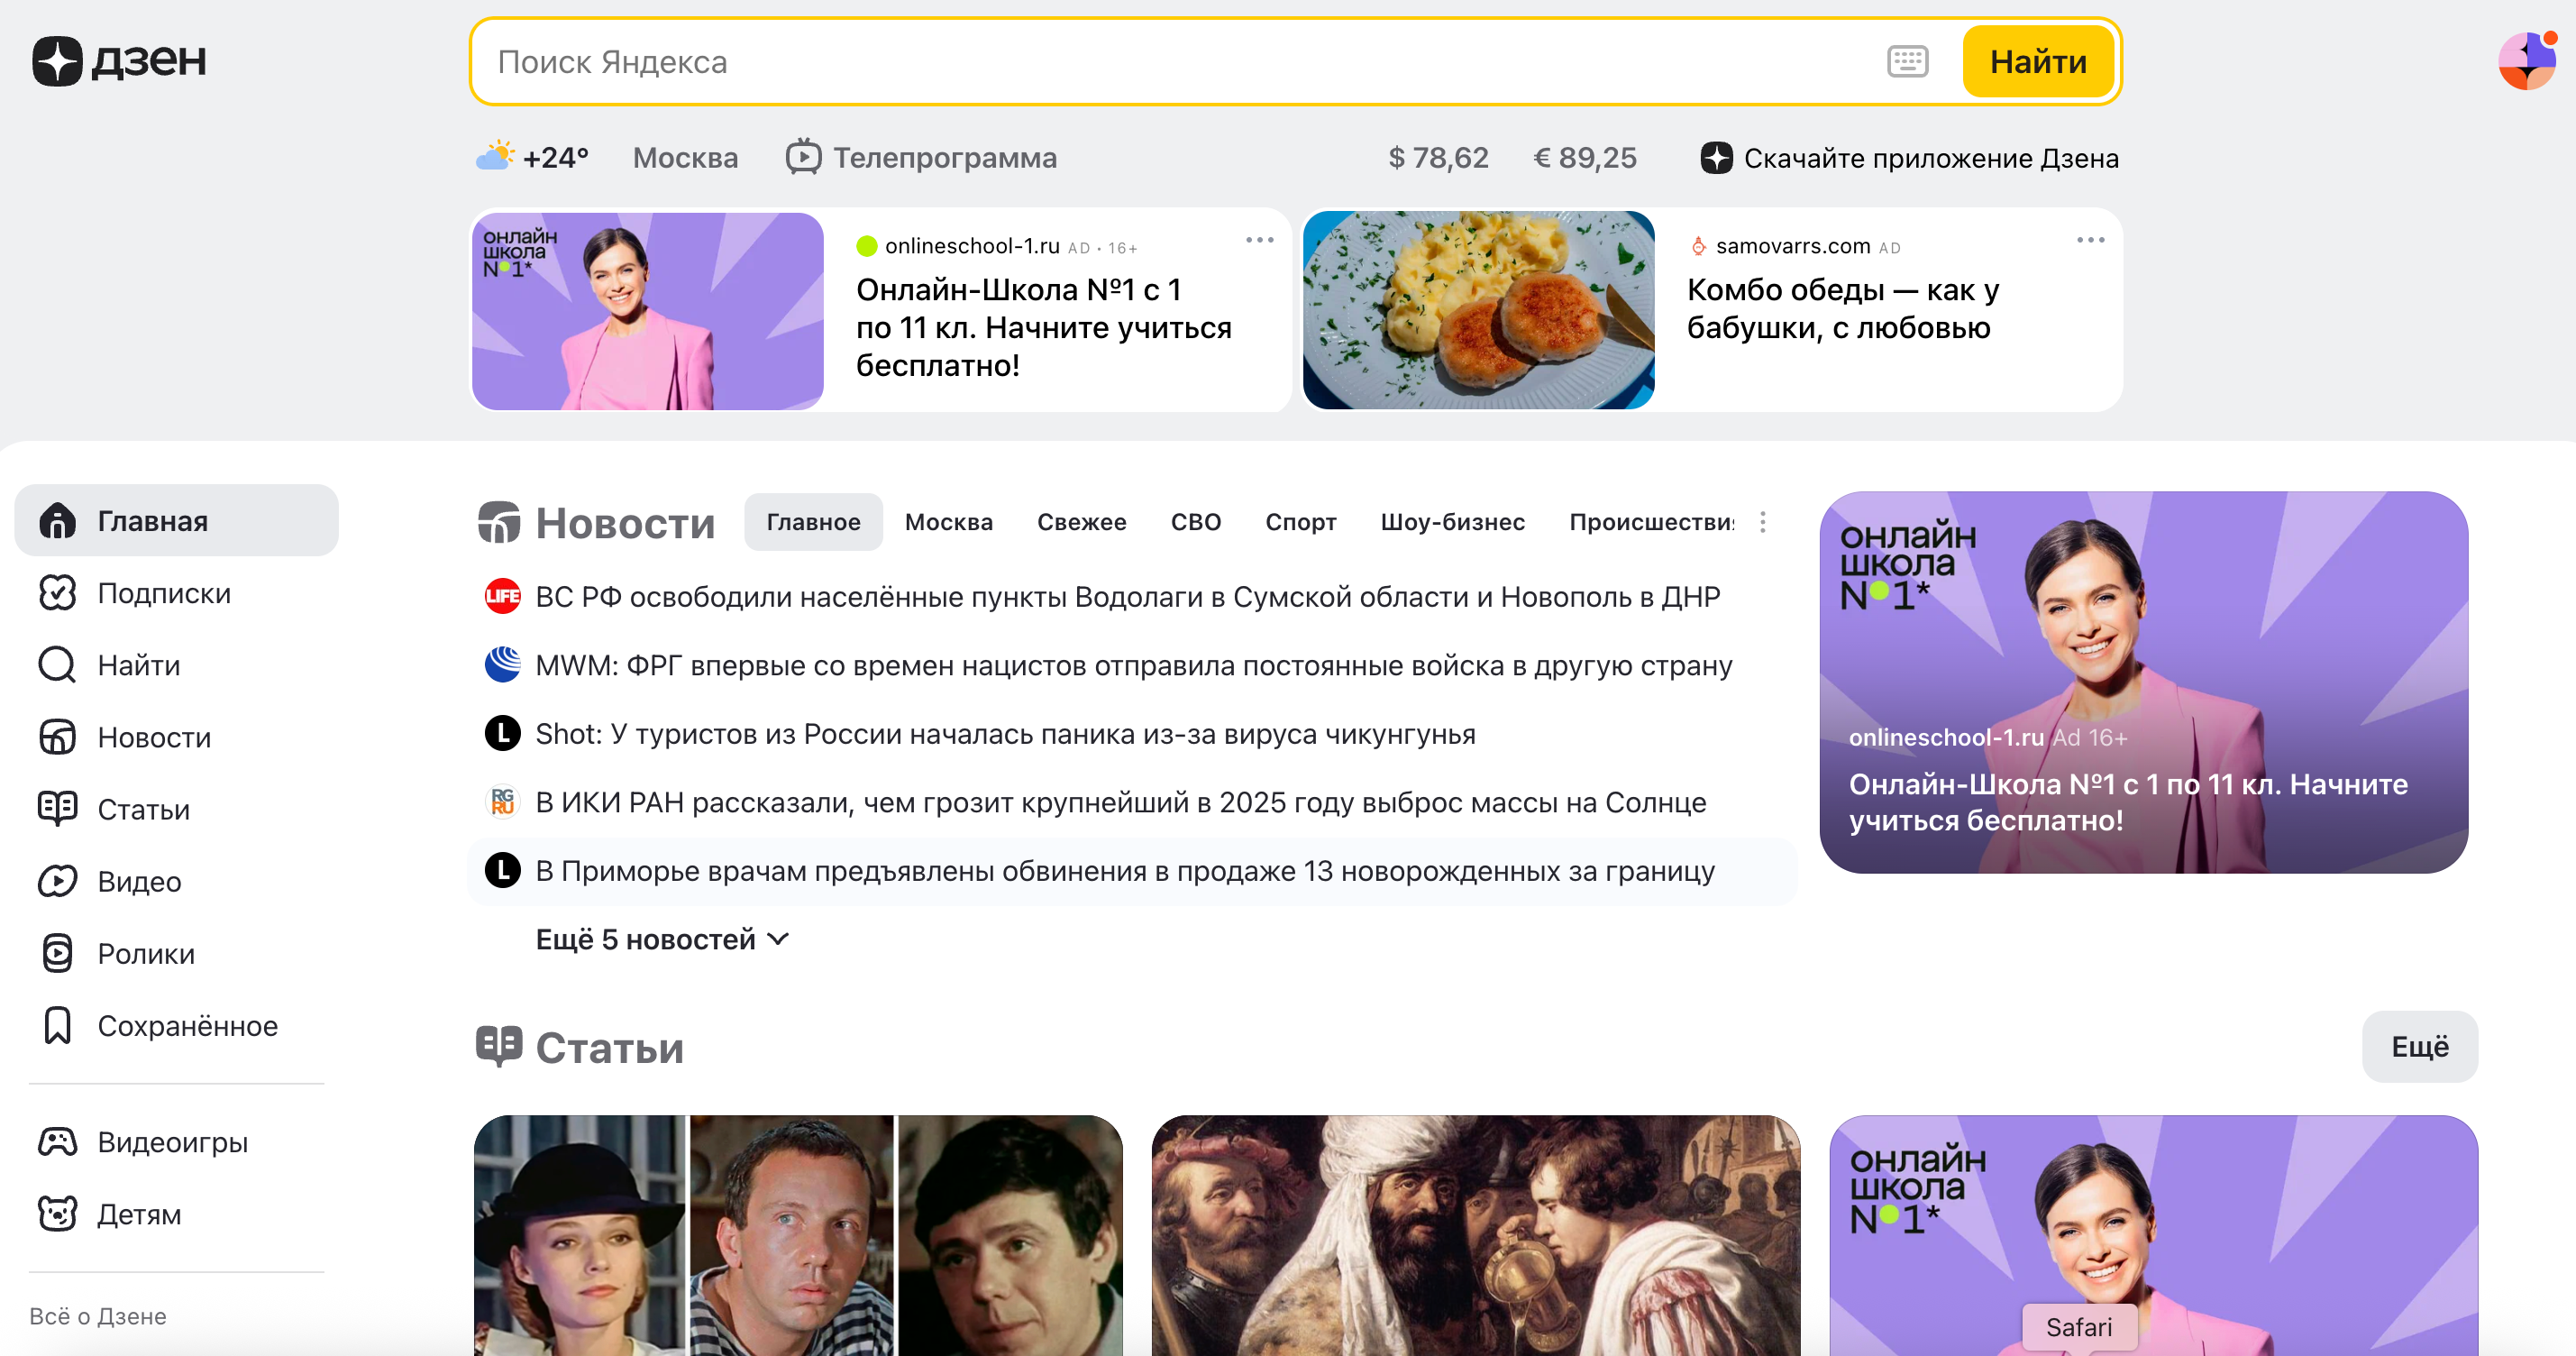 дзен
Поиск Яндекса
Найти
+24°
Москва
Телепрограмма
$ 78,62
€ 89,25
Скачайте приложение Дзена
онлайн
школа
№1*
onlineschool-1.ru AD • 16+
Онлайн-Школа №1 с 1
по 11 кл. Начните учиться
бесплатно!
samovarrs.com AD
Комбо обеды — как у
бабушки, с любовью
Главная
Подписки
Найти
Новости
Статьи
Видео
Ролики
Сохранённое
Видеоигры
Детям
Всё о Дзене
Новости
Главное
Москва
Свежее
СВО
Спорт
Шоу-бизнес
Происшестви
LIFE
ВС РФ освободили населённые пункты Водолаги в Сумской области и Новополь в ДНР
MWM: ФРГ впервые со времен нацистов отправила постоянные войска в другую страну
L
Shot: У туристов из России началась паника из-за вируса чикунгунья
RG
RU
В ИКИ РАН рассказали, чем грозит крупнейший в 2025 году выброс массы на Солнце
L
В Приморье врачам предъявлены обвинения в продаже 13 новорожденных за границу
Ещё 5 новостей
онлайн
школа
№1*
onlineschool-1.ru Ad 16+
Онлайн-Школа №1 с 1 по 11 кл. Начните
учиться бесплатно!
Статьи
Ещё
онлайн
школа
№1*
Safari